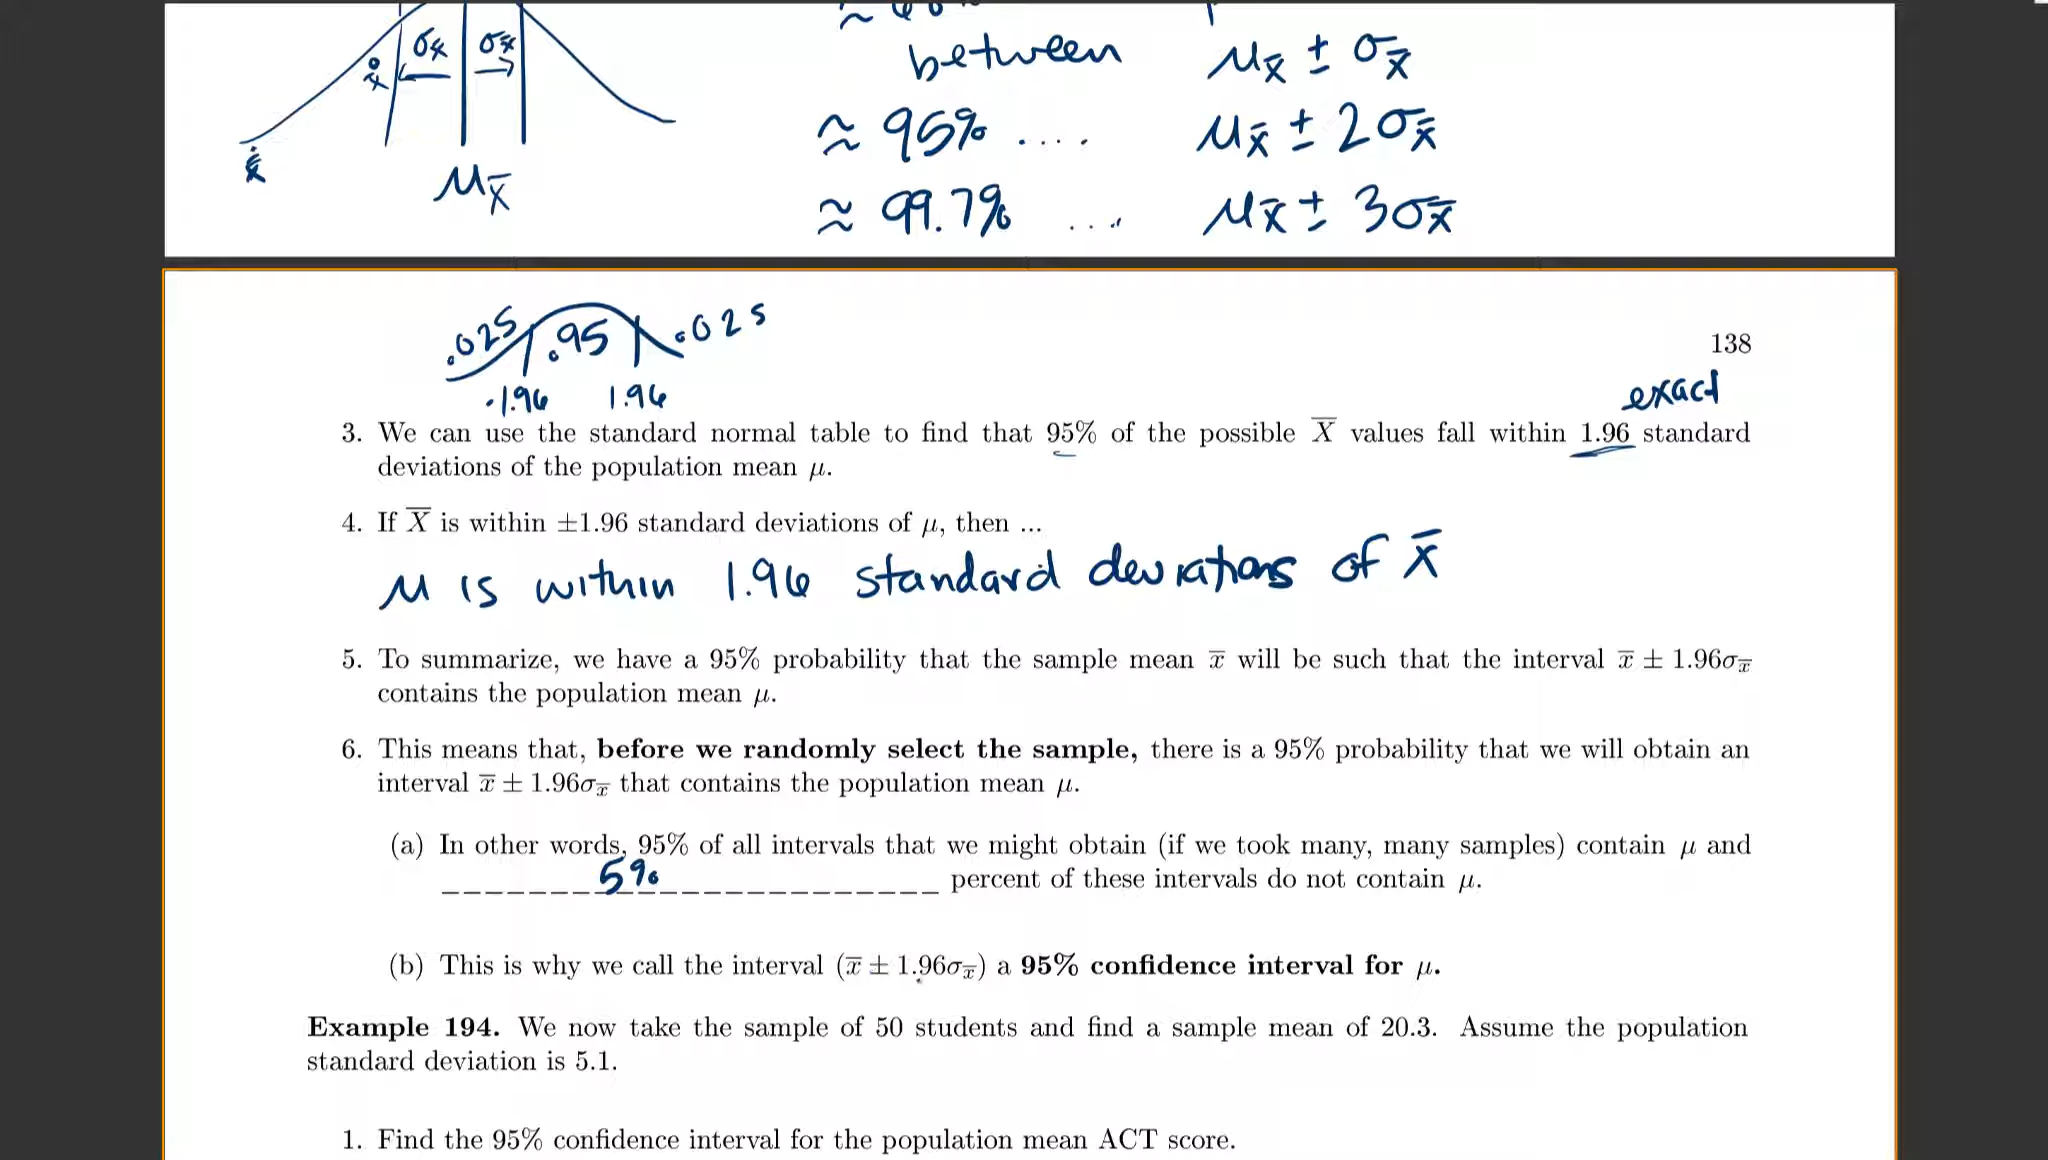 σx̄ σx̄
x̄
x̄
μx̄
between μx̄ ± σx̄
≈ 95% .... μx̄ ± 2σx̄
≈ 99.7% .... μx̄ ± 3σx̄
.025 .95 .025
138
-1.96 1.96
exact
3. We can use the standard normal table to find that 95% of the possible X̅ values fall within 1.96 standard
deviations of the population mean μ.
4. If X̅ is within ±1.96 standard deviations of μ, then ...
μ is within 1.96 standard deviations of x̄
5. To summarize, we have a 95% probability that the sample mean x̄ will be such that the interval x̄ ± 1.96σx̄
contains the population mean μ.
6. This means that, before we randomly select the sample, there is a 95% probability that we will obtain an
interval x̄ ± 1.96σx̄ that contains the population mean μ.
(a) In other words, 95% of all intervals that we might obtain (if we took many, many samples) contain μ and
5% percent of these intervals do not contain μ.
(b) This is why we call the interval (x̄ ± 1.96σx̄) a 95% confidence interval for μ.
Example 194. We now take the sample of 50 students and find a sample mean of 20.3. Assume the population
standard deviation is 5.1.
1. Find the 95% confidence interval for the population mean ACT score.